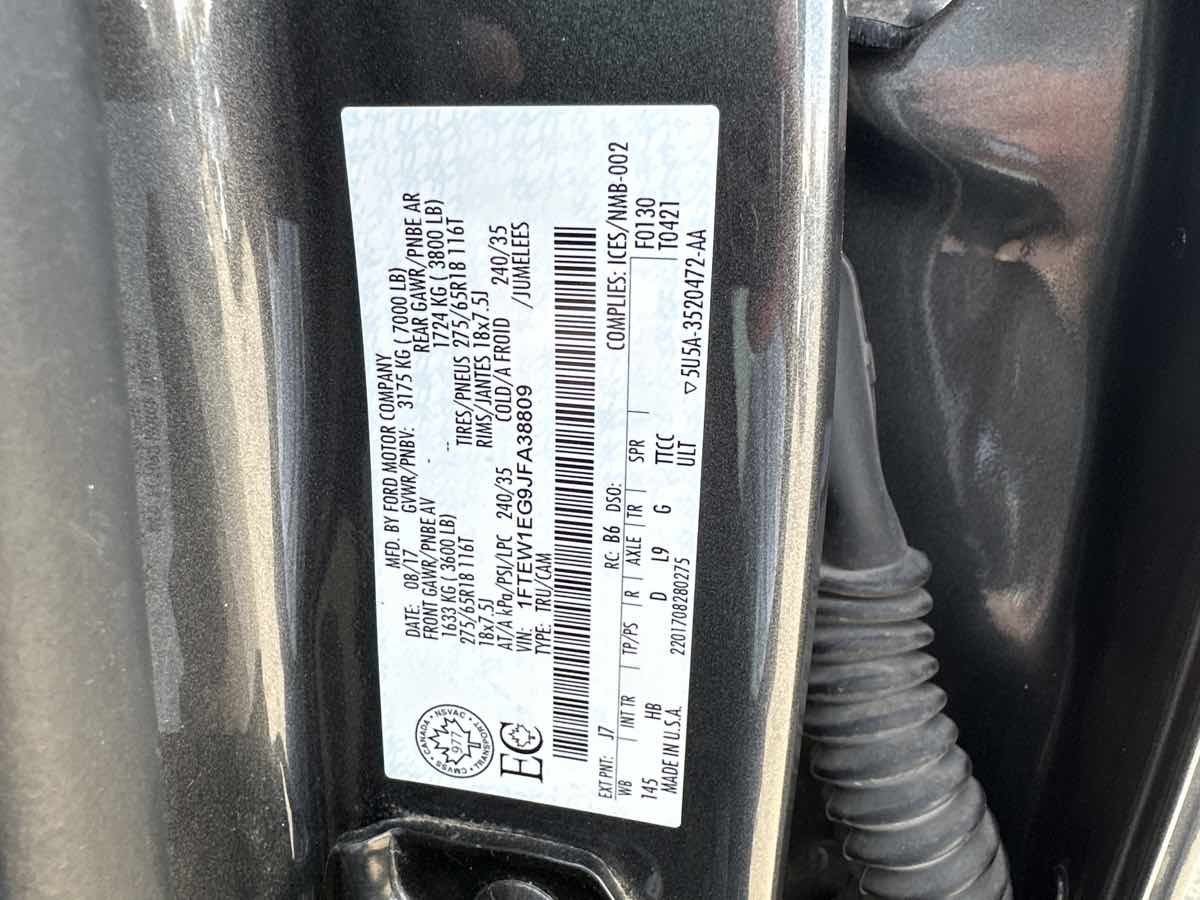 MFD. BY FORD MOTOR COMPANY
DATE: 08/17 GVWR/PNBV: 3175 KG ( 7000 LB)
FRONT GAWR/PNBE AV REAR GAWR/PNBE AR
1633 KG ( 3600 LB) 1724 KG ( 3800 LB)
275/65R18 116T TIRES/PNEUS 275/65R18 116T
18x7.5J RIMS/JANTES 18x7.5J
AT/A kPa/PSI/LPC 240/35 COLD/A FROID 240/35
VIN: 1FTEW1EG9JFA38809 /JUMELEES
TYPE: TRU/CAM
CANADA • NSVAC • TRANSPORT • CMVSS •
977
EC
EXT PNT: J7 RC: B6 DSO: COMPLIES: ICES/NMB-002
WB INT TR TP/PS R AXLE TR SPR F0130
145 HB D L9 G TTCC T0421
ULT
MADE IN U.S.A. 2201708280275 ▽5U5A-3520472-AA